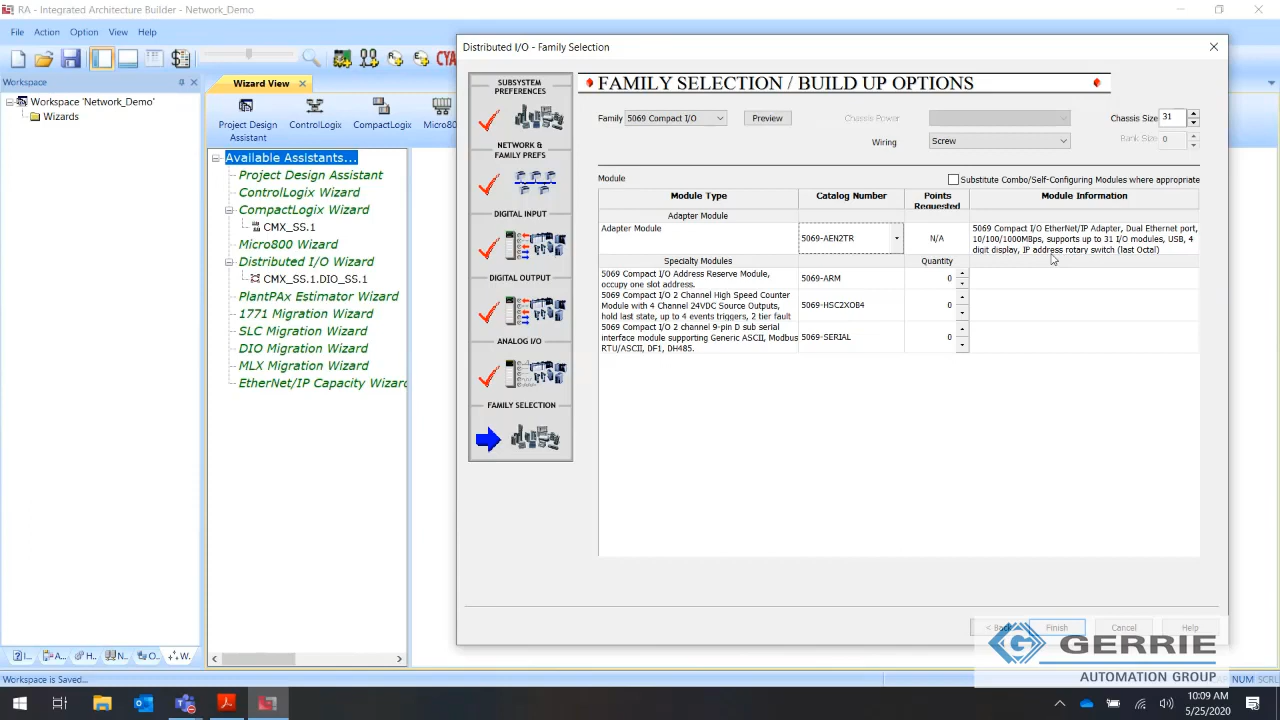 RA - Integrated Architecture Builder - Network_Demo
File Action Option View Help
Workspace
Workspace 'Network_Demo'
Wizards
Wizard View
Project Design
Assistant
ControlLogix
CompactLogix
Micro80
Available Assistants...
Project Design Assistant
ControlLogix Wizard
CompactLogix Wizard
CMX_SS.1
Micro800 Wizard
Distributed I/O Wizard
CMX_SS.1.DIO_SS.1
PlantPAx Estimator Wizard
1771 Migration Wizard
SLC Migration Wizard
DIO Migration Wizard
MLX Migration Wizard
EtherNet/IP Capacity Wizard
Distributed I/O - Family Selection
SUBSYSTEM
PREFERENCES
NETWORK &
FAMILY PREFS
DIGITAL INPUT
DIGITAL OUTPUT
ANALOG I/O
FAMILY SELECTION
FAMILY SELECTION / BUILD UP OPTIONS
Family 5069 Compact I/O Preview Chassis Power Chassis Size 31
Wiring Screw Bank Size 0
Module
Substitute Combo/Self-Configuring Modules where appropriate
Module Type Catalog Number Points Requested Module Information
Adapter Module
Adapter Module 5069-AEN2TR N/A
5069 Compact I/O EtherNet/IP Adapter, Dual Ethernet port,
10/100/1000MBps, supports up to 31 I/O modules, USB, 4
digit display, IP address rotary switch (last Octal)
Specialty Modules Quantity
5069 Compact I/O Address Reserve Module,
occupy one slot address.
5069-ARM 0
5069 Compact I/O 2 Channel High Speed Counter
Module with 4 Channel 24VDC Source Outputs,
hold last state, up to 4 events triggers, 2 tier fault
5069-HSC2XOB4 0
5069 Compact I/O 2 channel 9-pin D sub serial
interface module supporting Generic ASCII, Modbus
RTU/ASCII, DF1, DH485.
5069-SERIAL 0
Finish Cancel Help
GERRIE
AUTOMATION GROUP
Workspace is Saved...
NUM SCRL
10:09 AM
5/25/2020